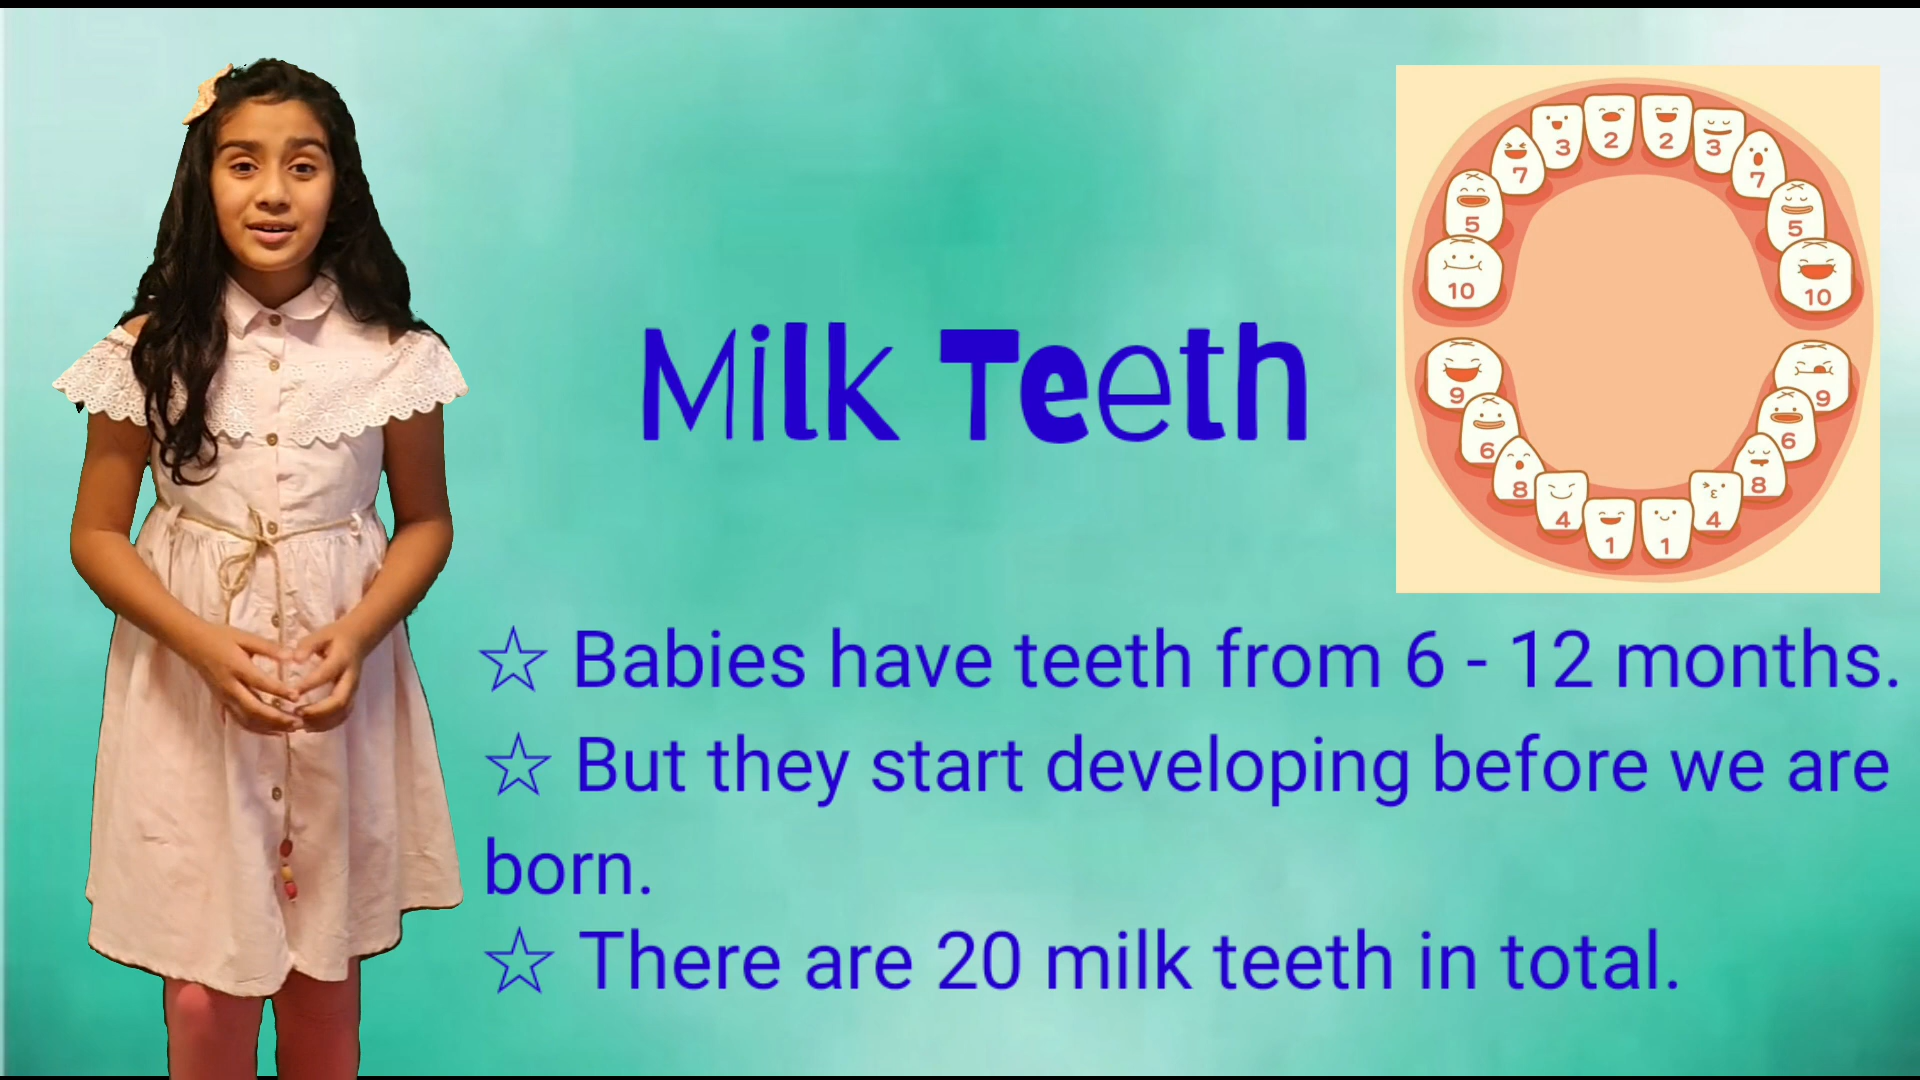 Milk Teeth
3 2 2 3
7 7
5 5
10 10
9 9
6 6
8 8
4 4
1 1
☆ Babies have teeth from 6 - 12 months.
☆ But they start developing before we are
born.
☆ There are 20 milk teeth in total.